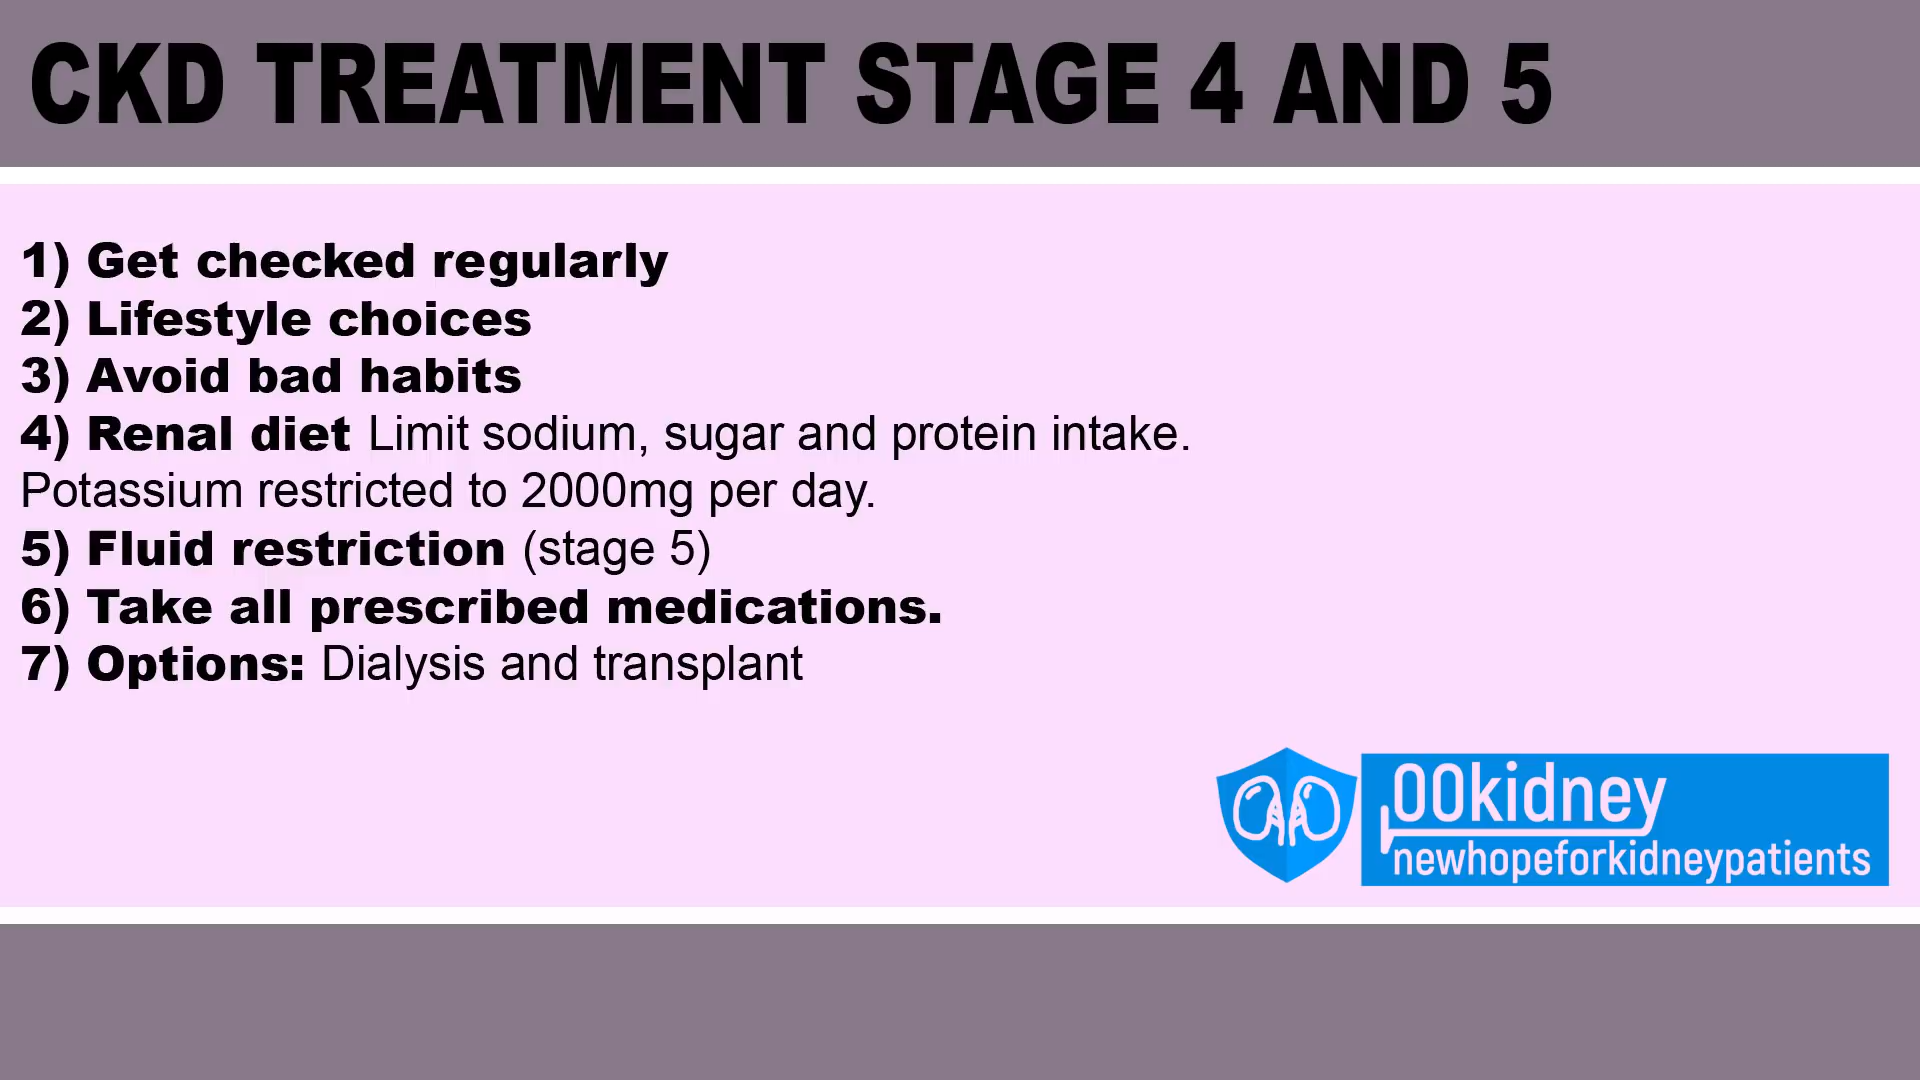 CKD TREATMENT STAGE 4 AND 5
1) Get checked regularly
2) Lifestyle choices
3) Avoid bad habits
4) Renal diet Limit sodium, sugar and protein intake.
Potassium restricted to 2000mg per day.
5) Fluid restriction (stage 5)
6) Take all prescribed medications.
7) Options: Dialysis and transplant
00kidney
newhopeforkidneypatients